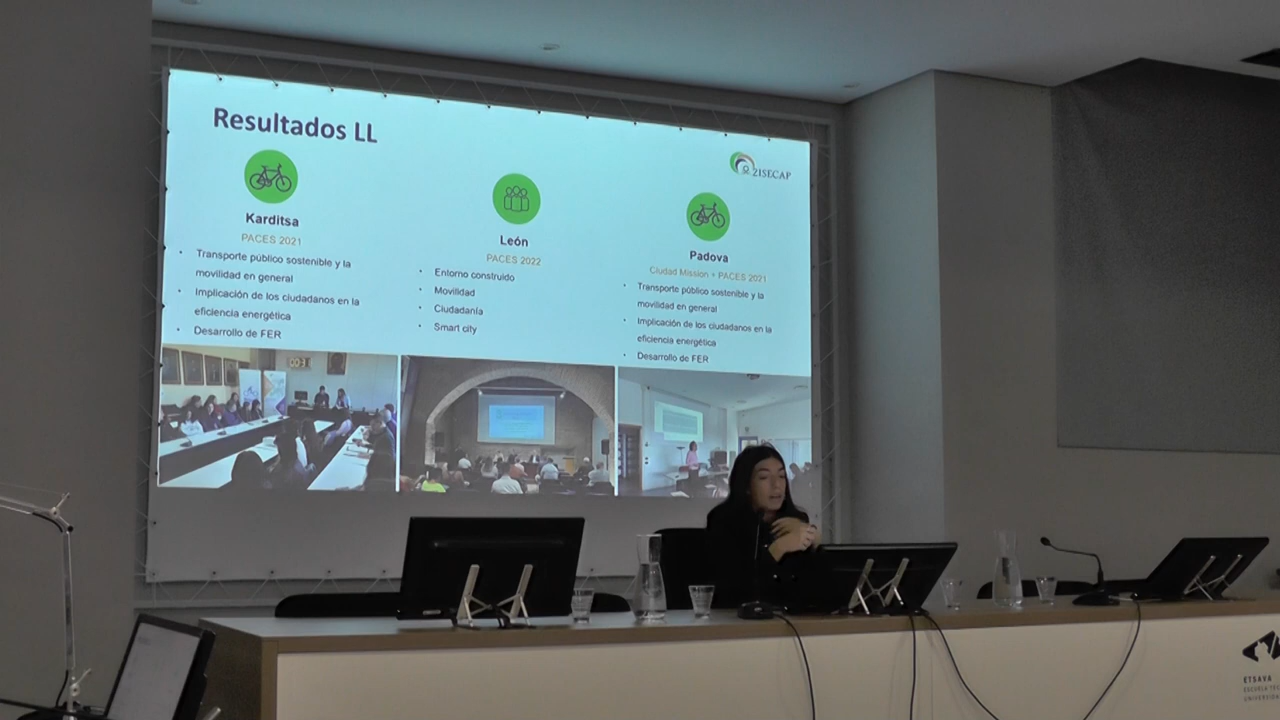 Resultados LL
ZISECAP
Karditsa
PACES 2021
• Transporte público sostenible y la
movilidad en general
• Implicación de los ciudadanos en la
eficiencia energética
• Desarrollo de FER
León
PACES 2022
• Entorno construido
• Movilidad
• Ciudadanía
• Smart city
Padova
Ciudad Mission + PACES 2021
• Transporte público sostenible y la
movilidad en general
• Implicación de los ciudadanos en la
eficiencia energética
• Desarrollo de FER
ETSAVA
ESCUELA